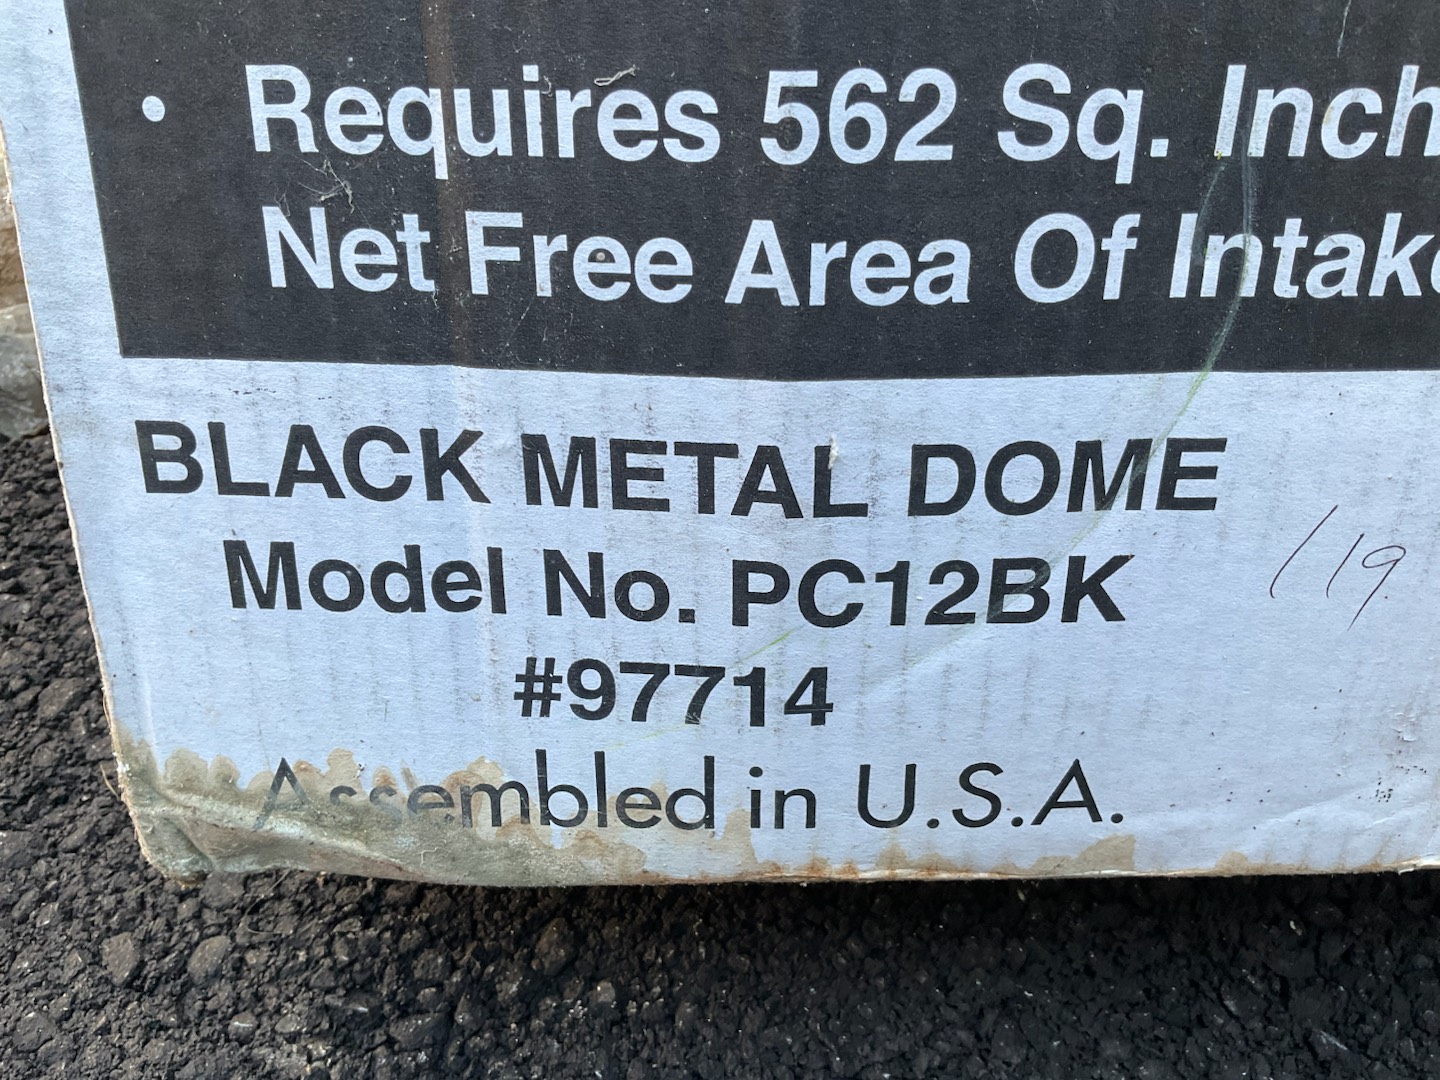 • Requires 562 Sq. Inch
Net Free Area Of Intake
BLACK METAL DOME
Model No. PC12BK
119
#97714
Assembled in U.S.A.